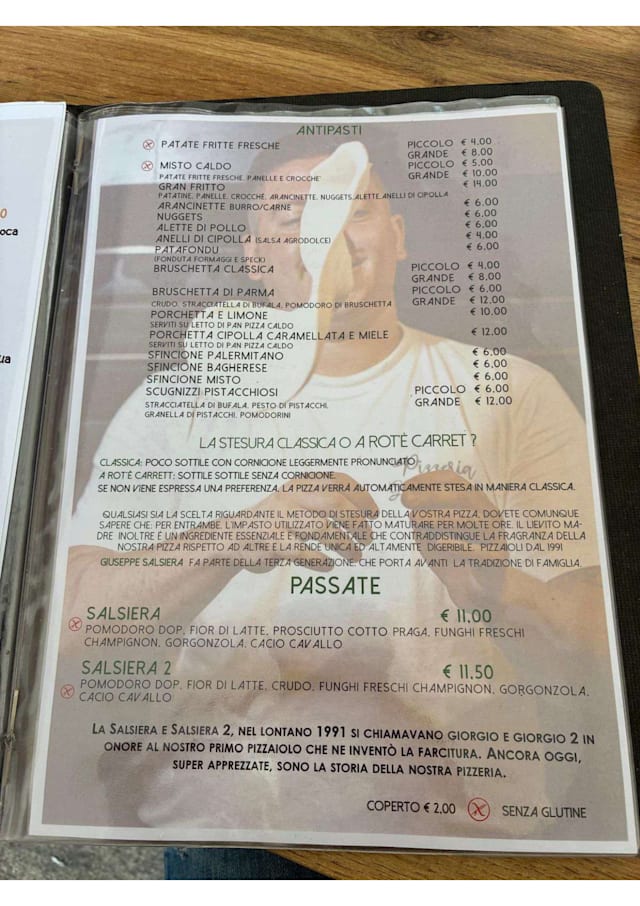 0
oca
ua
ANTIPASTI
PATATE FRITTE FRESCHE PICCOLO € 4,00
GRANDE € 8,00
MISTO CALDO PICCOLO € 5,00
PATATE FRITTE FRESCHE, PANELLE E CROCCHE' GRANDE € 10,00
GRAN FRITTO € 14,00
PATATINE, PANELLE, CROCCHE, ARANCINETTE, NUGGETS, ALETTE, ANELLI DI CIPOLLA
ARANCINETTE BURRO/CARNE € 6,00
NUGGETS € 6,00
ALETTE DI POLLO € 6,00
ANELLI DI CIPOLLA (SALSA AGRODOLCE) € 4,00
PATAFONDU € 6,00
(FONDUTA FORMAGGI E SPECK)
BRUSCHETTA CLASSICA PICCOLO € 4,00
GRANDE € 8,00
BRUSCHETTA DI PARMA PICCOLO € 6,00
CRUDO, STRACCIATELLA DI BUFALA, POMODORO DI BRUSCHETTA GRANDE € 12,00
PORCHETTA E LIMONE € 10,00
SERVITI SU LETTO DI PAN PIZZA CALDO
PORCHETTA CIPOLLA CARAMELLATA E MIELE € 12,00
SERVITI SU LETTO DI PAN PIZZA CALDO
SFINCIONE PALERMITANO € 6,00
SFINCIONE BAGHERESE € 6,00
SFINCIONE MISTO € 6,00
SCUGNIZZI PISTACCHIOSI PICCOLO € 6,00
STRACCIATELLA DI BUFALA, PESTO DI PISTACCHI, GRANDE € 12,00
GRANELLA DI PISTACCHI, POMODORINI
LA STESURA CLASSICA O A ROT'È CARRET ?
Pizzeria
CLASSICA: POCO SOTTILE CON CORNICIONE LEGGERMENTE PRONUNCIATO
A ROT'È CARRETT: SOTTILE SOTTILE SENZA CORNICIONE.
SE NON VIENE ESPRESSA UNA PREFERENZA, LA PIZZA VERRA AUTOMATICAMENTE STESA IN MANIERA CLASSICA.
QUALSIASI SIA LA SCELTA RIGUARDANTE IL METODO DI STESURA DELLA VOSTRA PIZZA, DOVETE COMUNQUE
SAPERE CHE: PER ENTRAMBE, L'IMPASTO UTILIZZATO VIENE FATTO MATURARE PER MOLTE ORE. IL LIEVITO MA-
DRE INOLTRE È UN INGREDIENTE ESSENZIALE E FONDAMENTALE CHE CONTRADDISTINGUE LA FRAGRANZA DELLA
NOSTRA PIZZA RISPETTO AD ALTRE E LA RENDE UNICA ED ALTAMENTE DIGERIBILE. PIZZAIOLI DAL 1991
GIUSEPPE SALSIERA FA PARTE DELLA TERZA GENERAZIONE, CHE PORTA AVANTI LA TRADIZIONE DI FAMIGLIA.
PASSATE
SALSIERA € 11.00
POMODORO DOP, FIOR DI LATTE, PROSCIUTTO COTTO PRAGA, FUNGHI FRESCHI
CHAMPIGNON, GORGONZOLA, CACIO CAVALLO
SALSIERA 2 € 11.50
POMODORO DOP, FIOR DI LATTE, CRUDO, FUNGHI FRESCHI CHAMPIGNON, GORGONZOLA,
CACIO CAVALLO
LA SALSIERA E SALSIERA 2, NEL LONTANO 1991 SI CHIAMAVANO GIORGIO E GIORGIO 2 IN
ONORE AL NOSTRO PRIMO PIZZAIOLO CHE NE INVENTÒ LA FARCITURA. ANCORA OGGI,
SUPER APPREZZATE, SONO LA STORIA DELLA NOSTRA PIZZERIA.
COPERTO € 2,00 SENZA GLUTINE